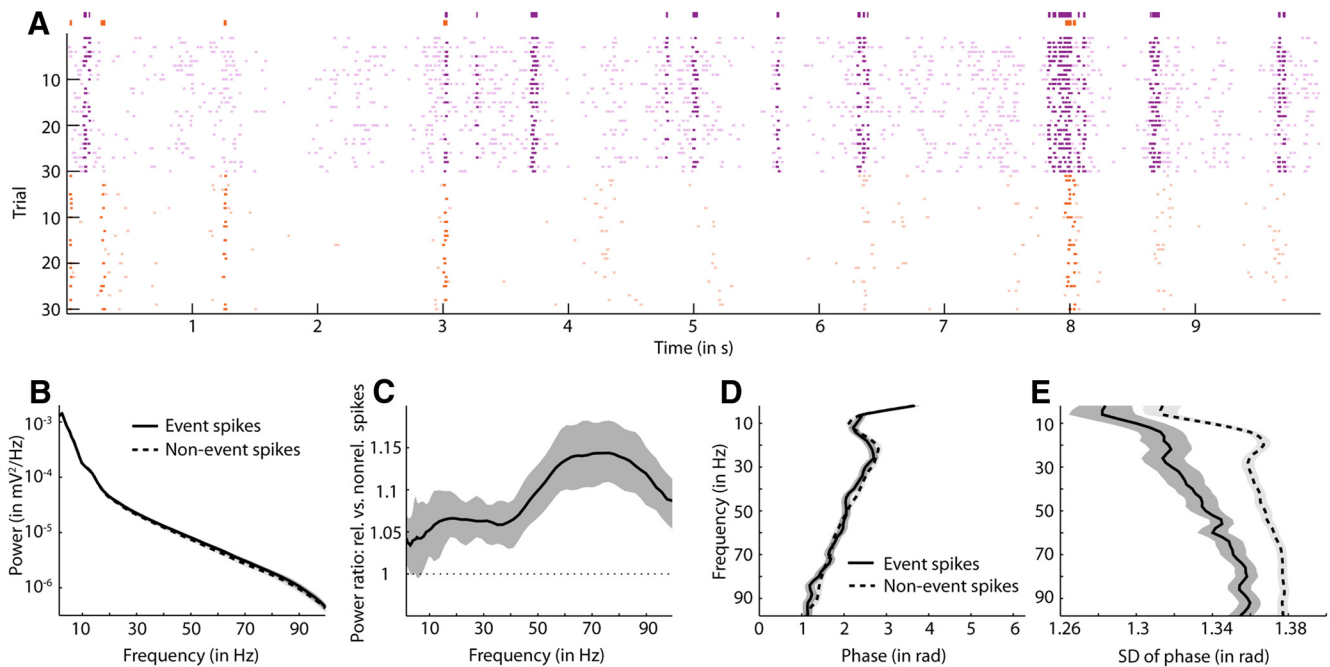 A
Trial
10
20
30
10
20
30
1 2 3 4 5 6 7 8 9
Time (in s)
B
Power (in mV²/Hz)
10⁻³
10⁻⁴
10⁻⁵
10⁻⁶
Event spikes
Non-event spikes
10 30 50 70 90
Frequency (in Hz)
C
Power ratio: rel. vs. nonrel. spikes
1.15
1.1
1.05
1
10 30 50 70 90
Frequency (in Hz)
D
Frequency (in Hz)
10
30
50
70
90
Event spikes
Non-event spikes
0 1 2 3 4 5 6
Phase (in rad)
E
10
30
50
70
90
1.26 1.3 1.34 1.38
SD of phase (in rad)